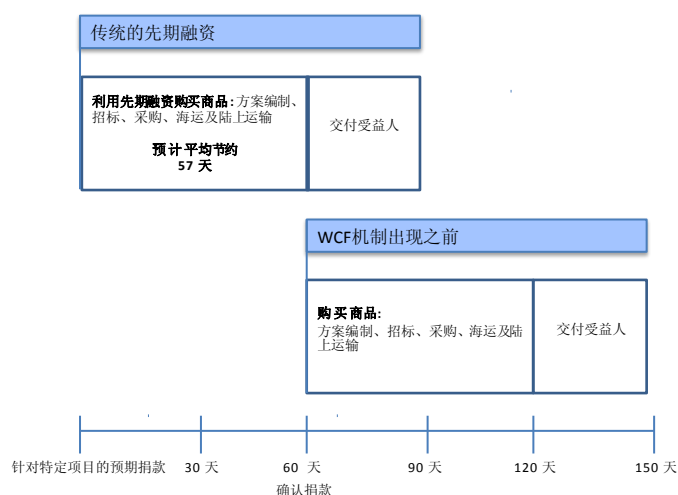 传统的先期融资
利用先期融资购买商品:方案编制、
招标、采购、海运及陆上运输
预计平均节约
57 天
交付受益人
WCF机制出现之前
购买商品:
方案编制、招标、采购、海运及陆
上运输
交付受益人
针对特定项目的预期捐款 30 天 60 天 90 天 120 天 150 天
确认捐款